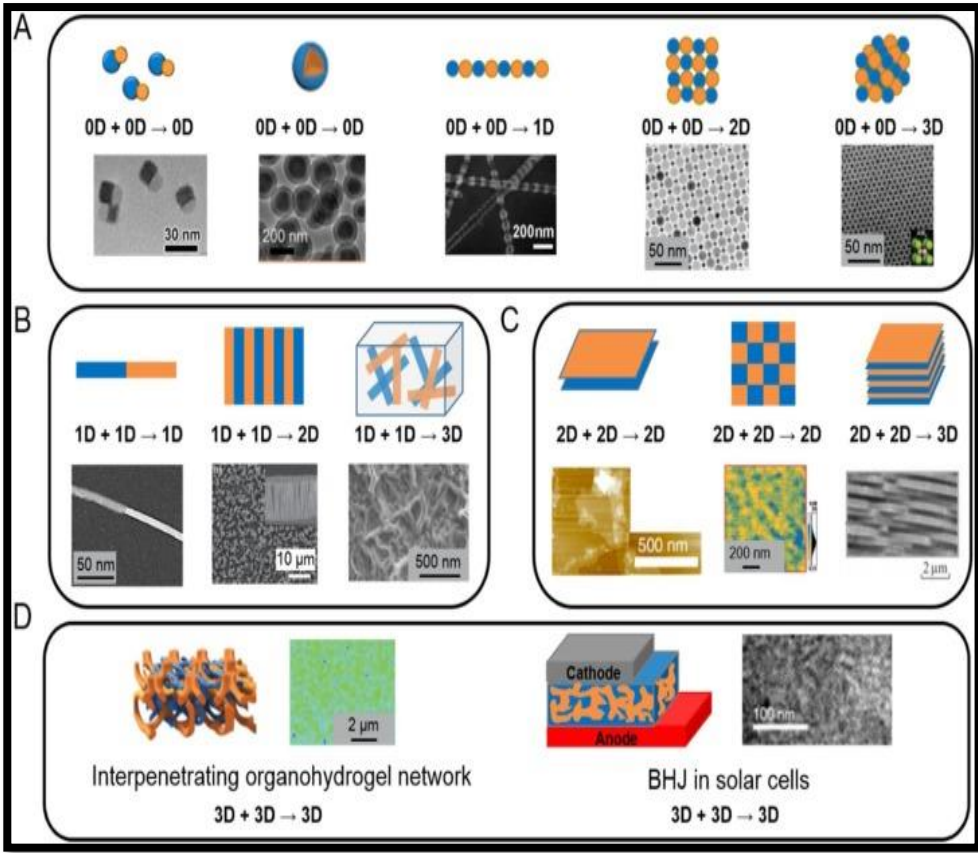 A
0D + 0D → 0D
0D + 0D → 0D
0D + 0D → 1D
0D + 0D → 2D
0D + 0D → 3D
30 nm
200 nm
200nm
50 nm
50 nm
B
1D + 1D → 1D
1D + 1D → 2D
1D + 1D → 3D
50 nm
10 µm
500 nm
C
2D + 2D → 2D
2D + 2D → 2D
2D + 2D → 3D
500 nm
200 nm
2 µm
D
2 µm
Cathode
Anode
100 nm
Interpenetrating organohydrogel network
BHJ in solar cells
3D + 3D → 3D
3D + 3D → 3D